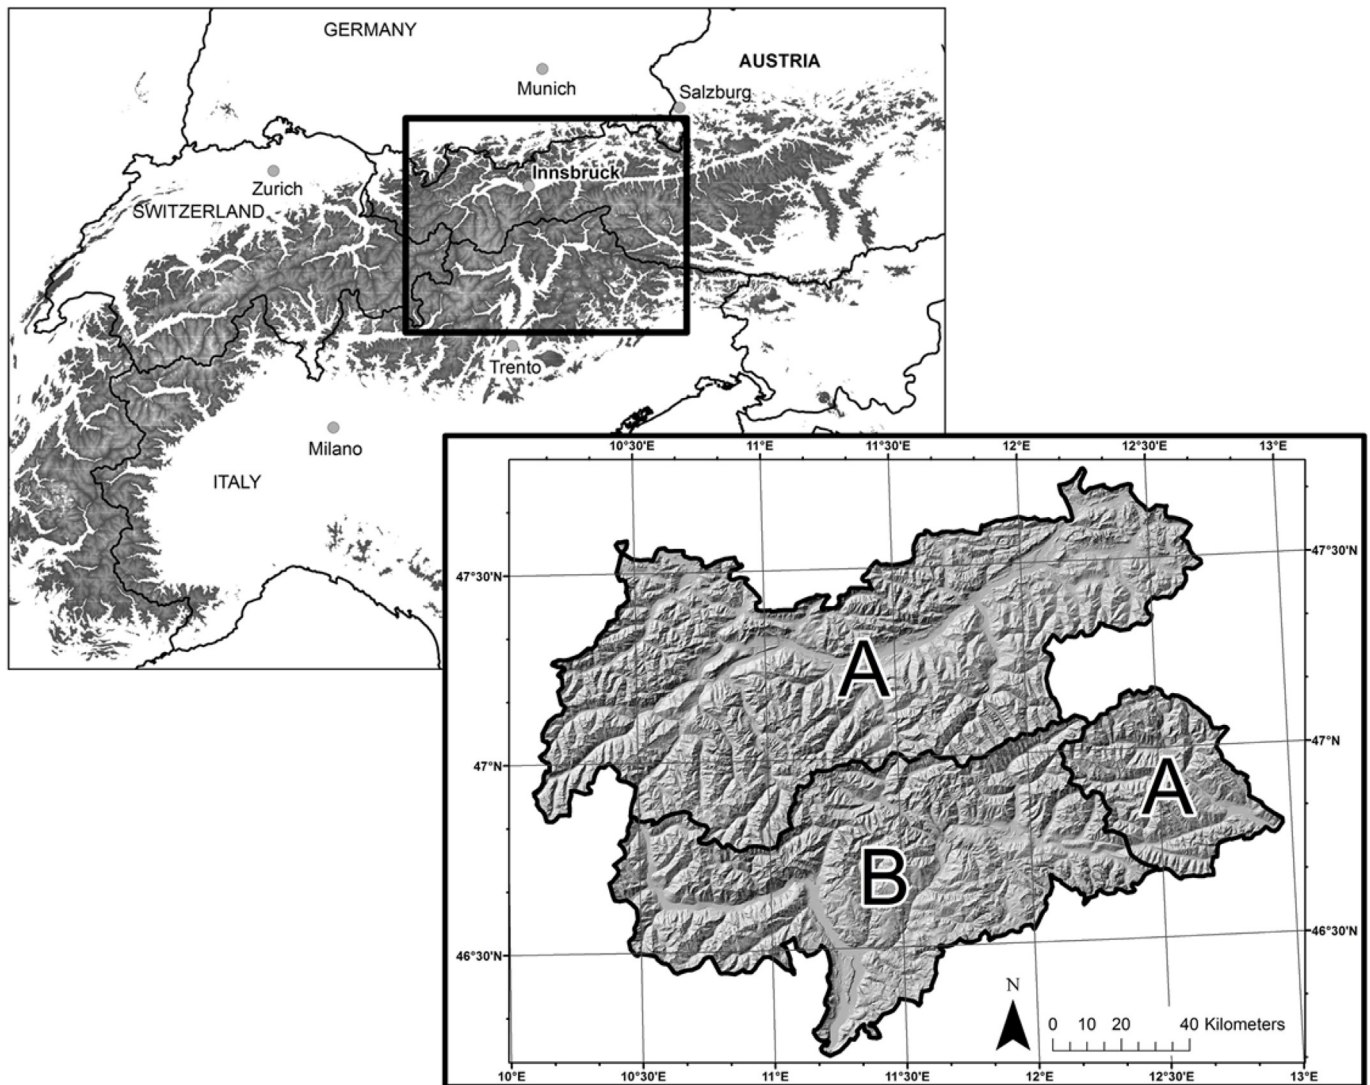 GERMANY
AUSTRIA
Munich
Salzburg
Innsbruck
Zurich
SWITZERLAND
Trento
Milano
ITALY
10°30'E 11°E 11°30'E 12°E 12°30'E 13°E
47°30'N 47°30'N
A
47°N 47°N
A
B
46°30'N 46°30'N
N
0 10 20 40 Kilometers
10°E 10°30'E 11°E 11°30'E 12°E 12°30'E 13°E